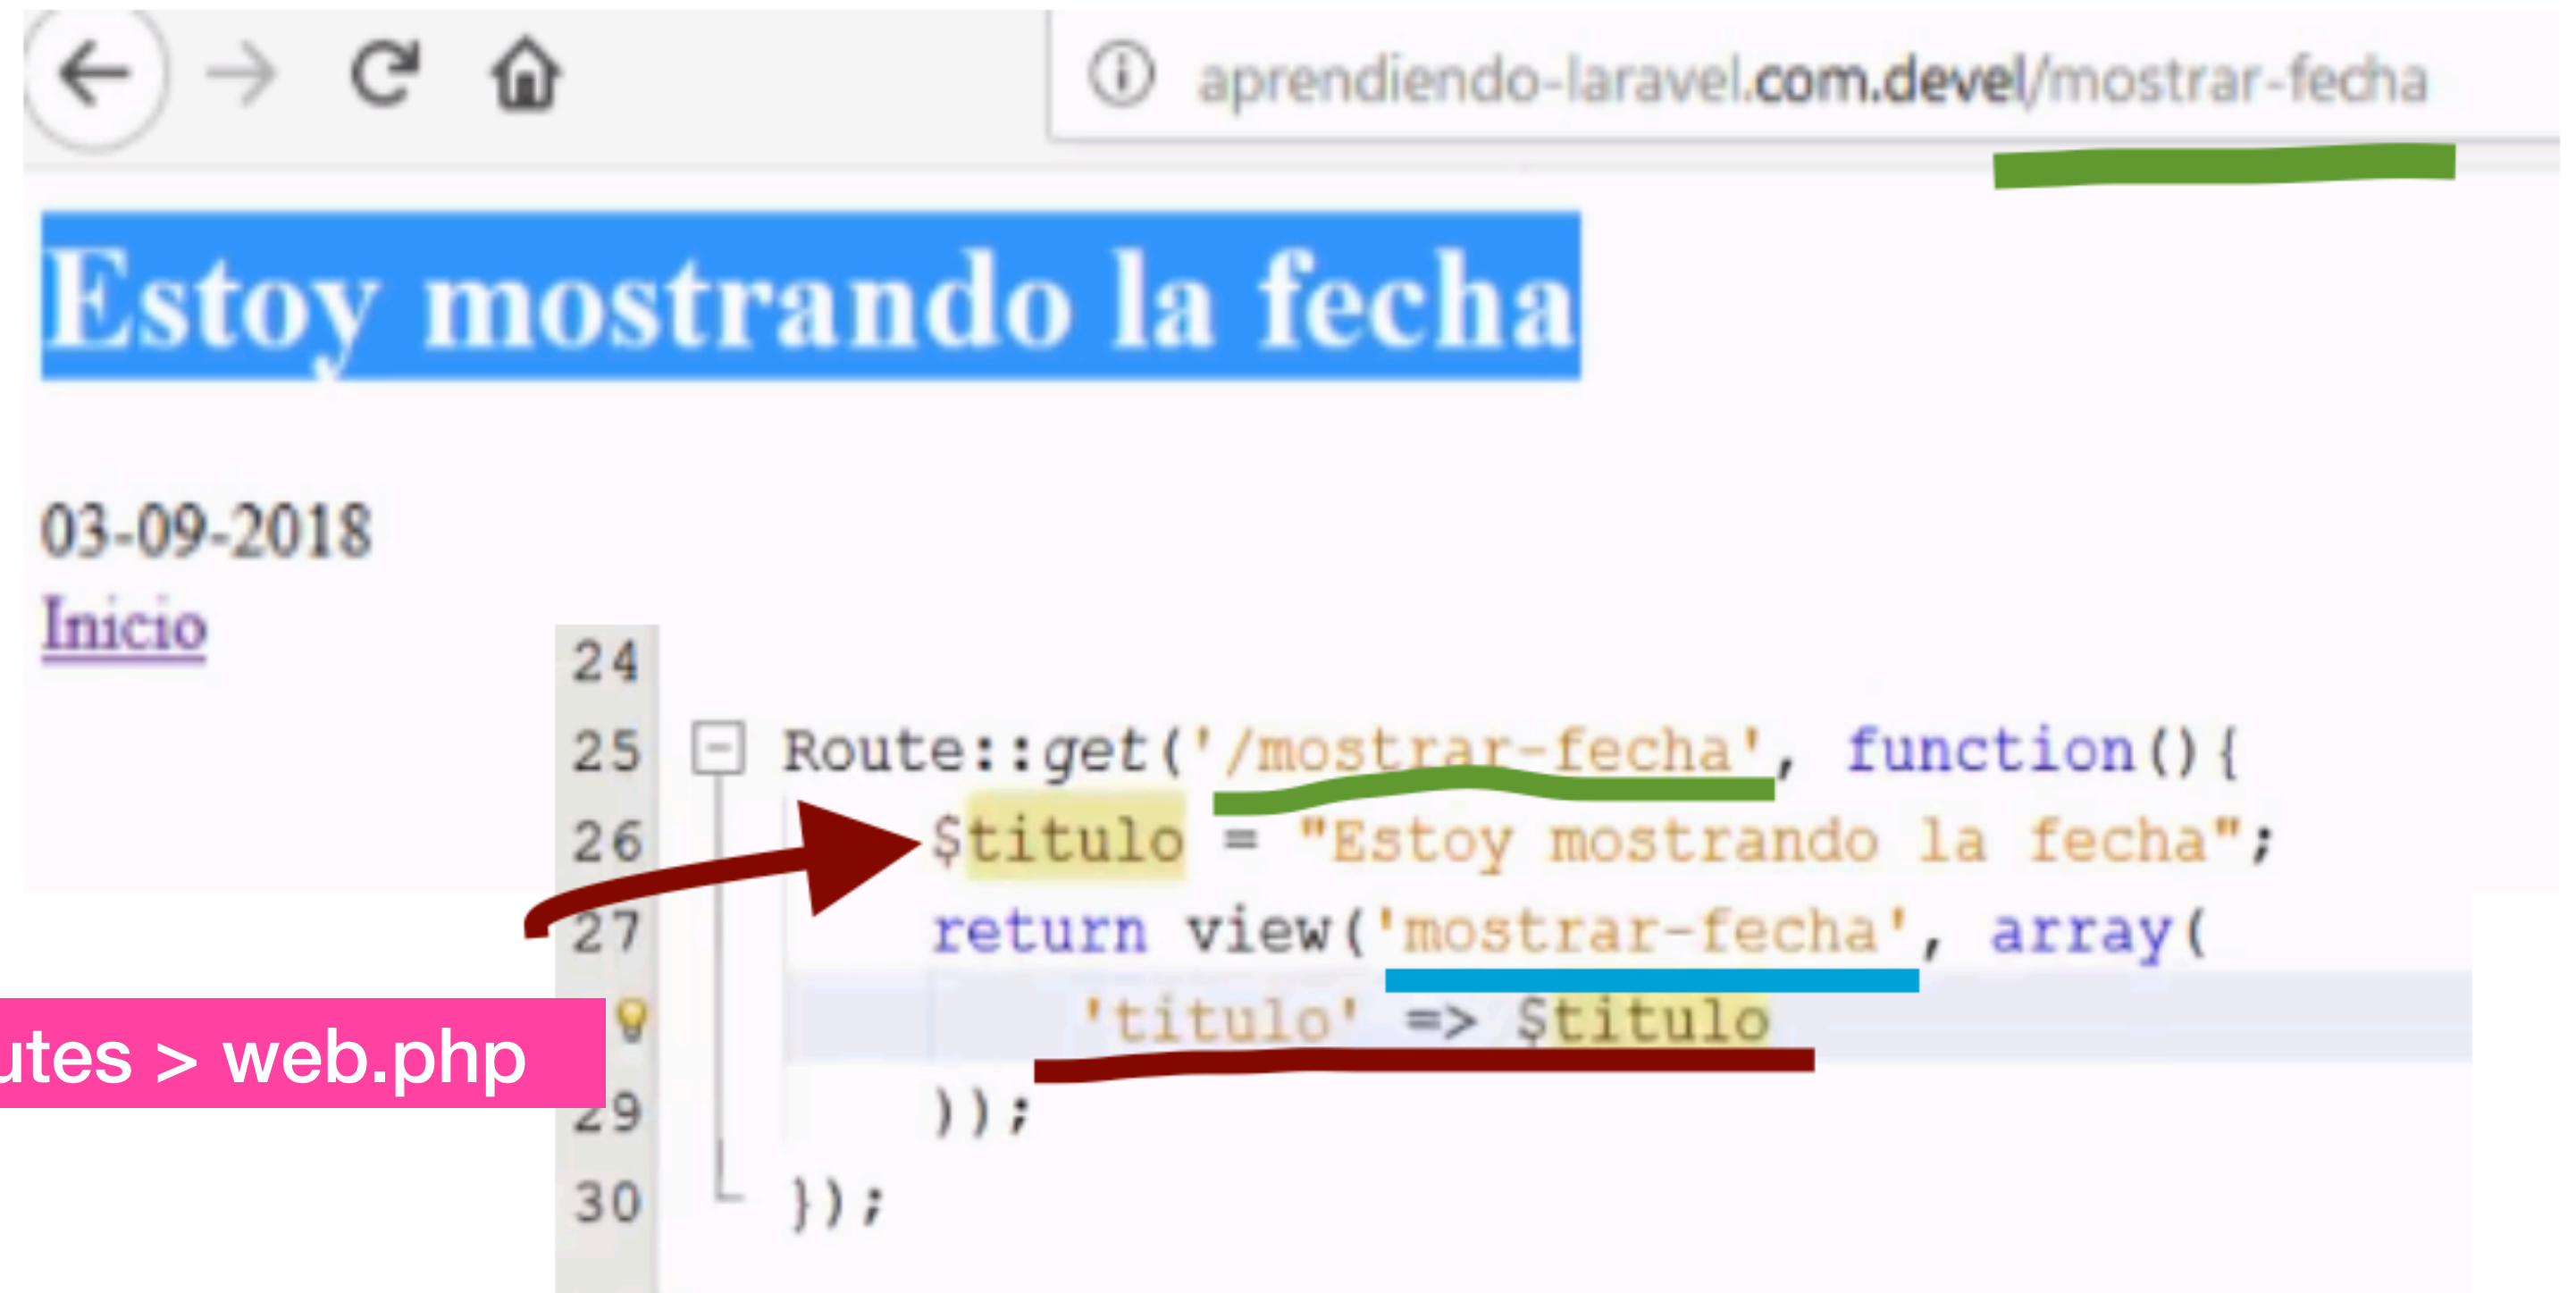 aprendiendo-laravel.com.devel/mostrar-fecha
Estoy mostrando la fecha
03-09-2018
Inicio
24
25 Route::get('/mostrar-fecha', function(){
26 $titulo = "Estoy mostrando la fecha";
27 return view('mostrar-fecha', array(
'titulo' => $titulo
utes > web.php
29 ));
30 });